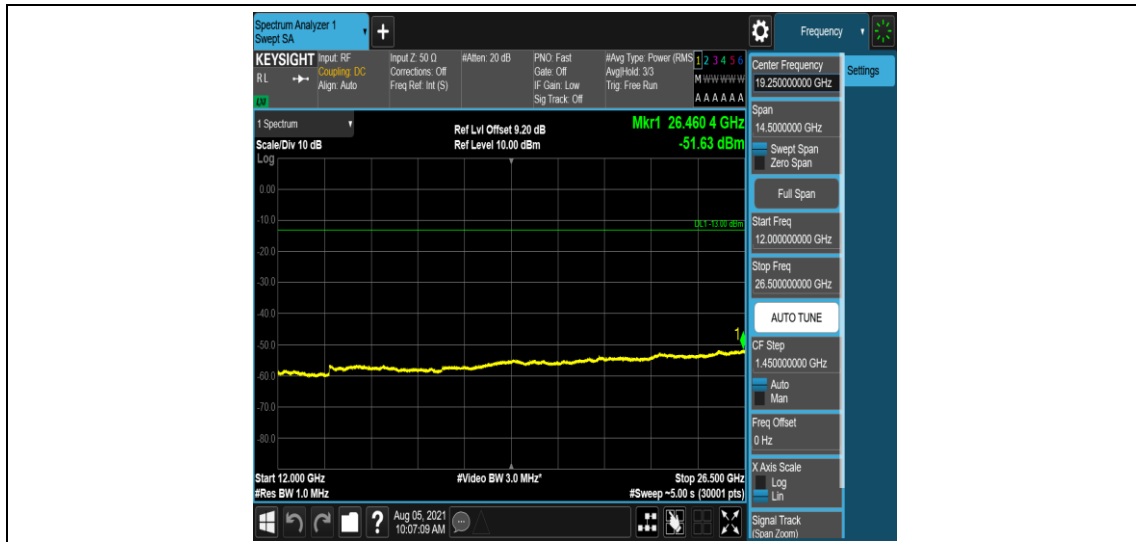 Spectrum Analyzer 1
Swept SA
+
Frequency
KEYSIGHT
RL
LXI
Input: RF
Coupling: DC
Align: Auto
Input Z: 50 Ω
Corrections: Off
Freq Ref: Int (S)
#Atten: 20 dB
PNO: Fast
Gate: Off
IF Gain: Low
Sig Track: Off
#Avg Type: Power (RMS
Avg|Hold: 3/3
Trig: Free Run
1 2 3 4 5 6
M W W W W W
A A A A A A
1 Spectrum
Scale/Div 10 dB
Log
Ref Lvl Offset 9.20 dB
Ref Level 10.00 dBm
Mkr1 26.460 4 GHz
-51.63 dBm
0.00
-10.0
-20.0
-30.0
-40.0
-50.0
-60.0
-70.0
-80.0
DL1 -13.00 dBm
1
Start 12.000 GHz
#Res BW 1.0 MHz
#Video BW 3.0 MHz*
Stop 26.500 GHz
#Sweep ~5.00 s (30001 pts)
Aug 05, 2021
10:07:09 AM
?
Center Frequency
19.250000000 GHz
Settings
Span
14.5000000 GHz
Swept Span
Zero Span
Full Span
Start Freq
12.000000000 GHz
Stop Freq
26.500000000 GHz
AUTO TUNE
CF Step
1.450000000 GHz
Auto
Man
Freq Offset
0 Hz
X Axis Scale
Log
Lin
Signal Track
(Span Zoom)